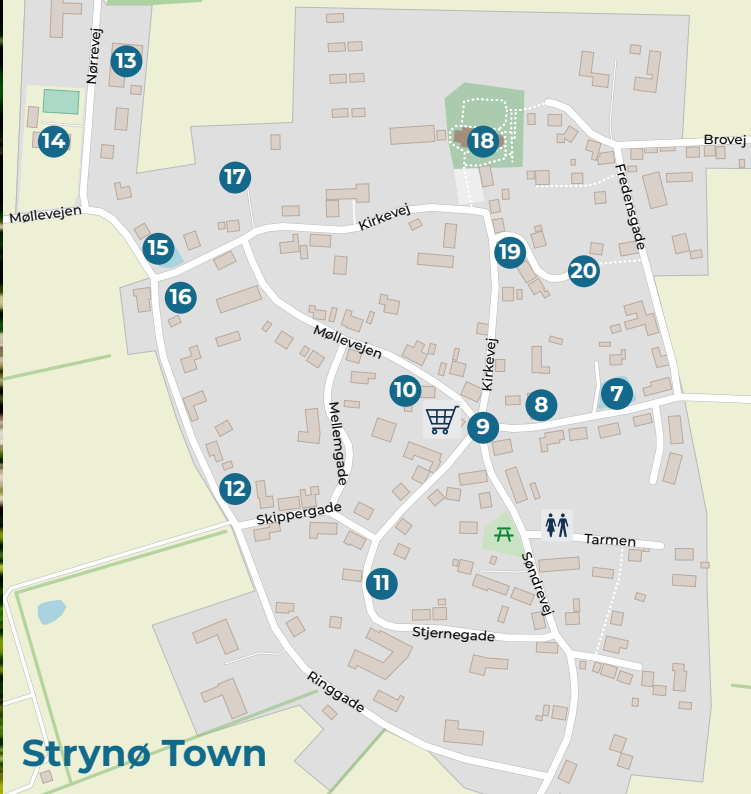 Nørrevej
13
14
18
Brovej
17
Fredensgade
Møllevejen
Kirkevej
15
19
20
16
Møllevejen
Kirkevej
10
7
8
Mellemgade
9
12
Skippergade
Tarmen
11
Søndrevej
Stjernegade
Ringgade
Strynø Town